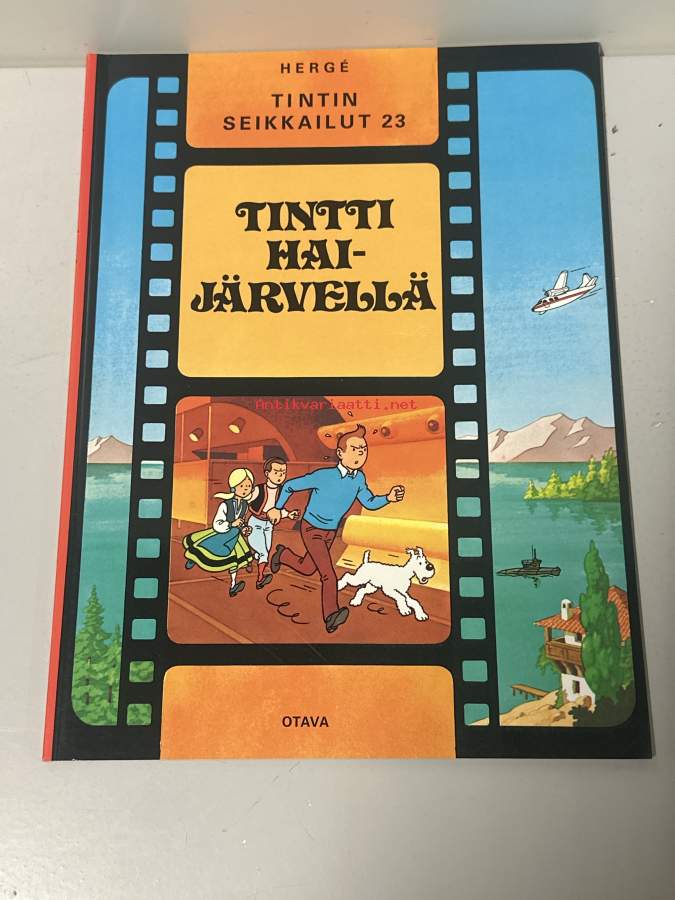 HERGÉ
TINTIN
SEIKKAILUT 23
TINTTI
HAI-
JÄRVELLÄ
Antikvariaatti.net
OTAVA